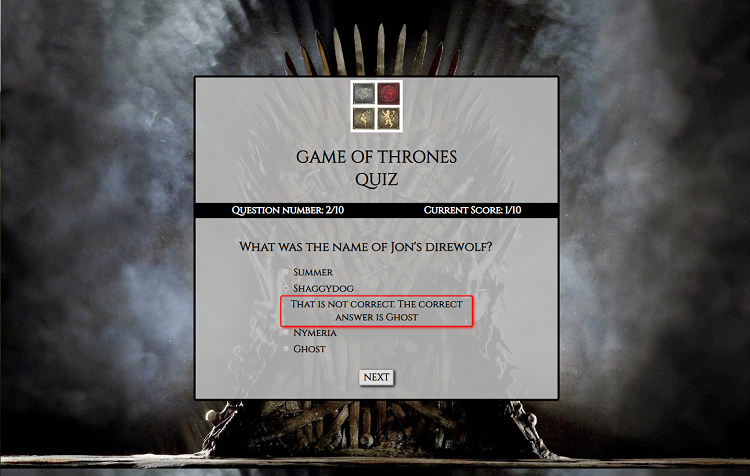 GAME OF THRONES
QUIZ
QUESTION NUMBER: 2/10 CURRENT SCORE: 1/10
WHAT WAS THE NAME OF JON'S DIREWOLF?
SUMMER
SHAGGYDOG
THAT IS NOT CORRECT. THE CORRECT
ANSWER IS GHOST
NYMERIA
GHOST
NEXT